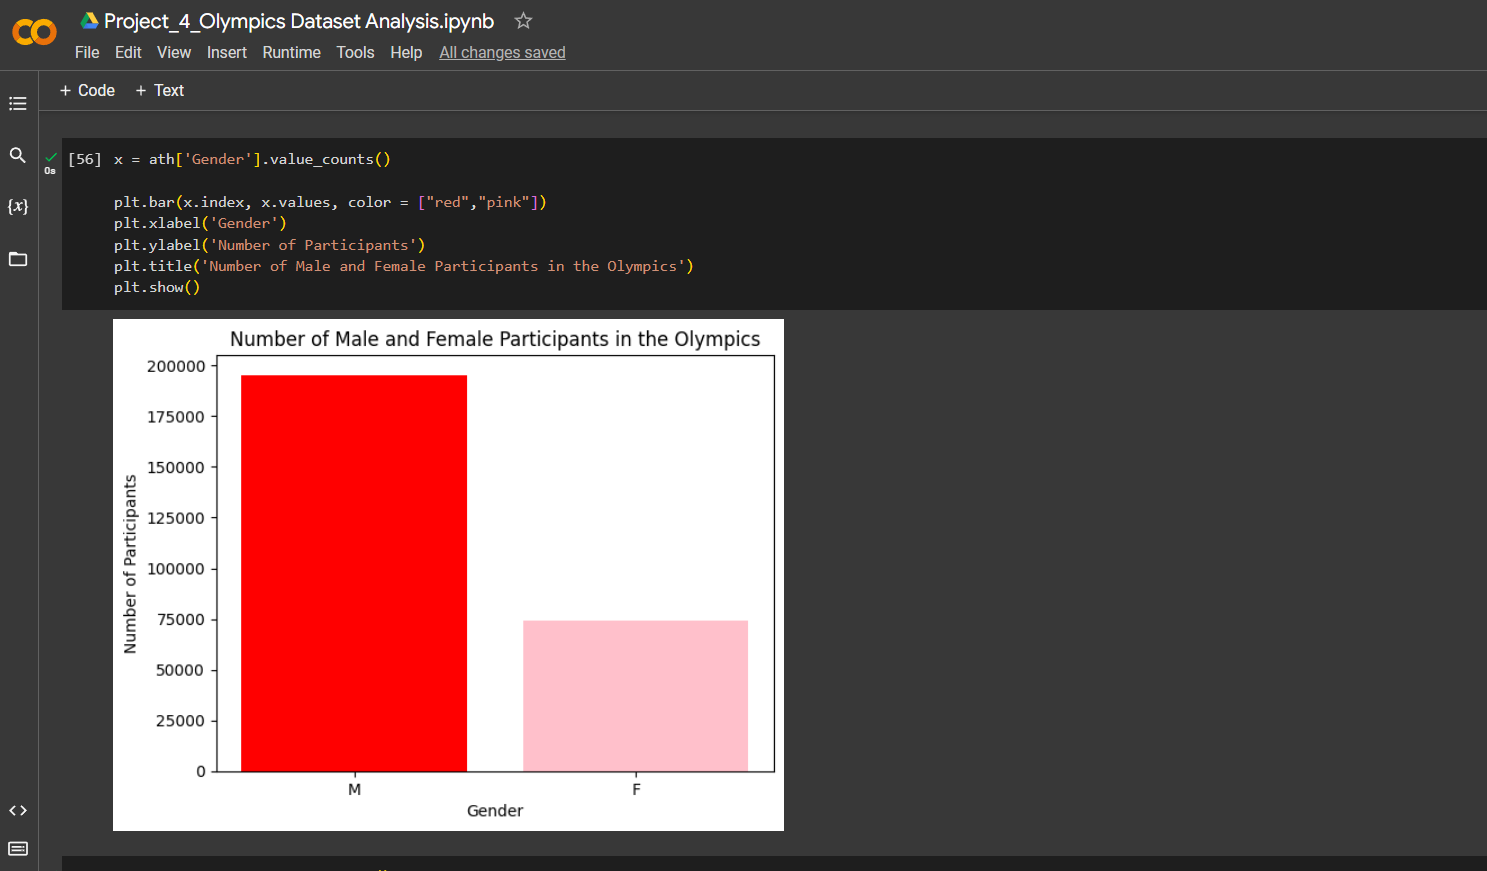 Project_4_Olympics Dataset Analysis.ipynb
File Edit View Insert Runtime Tools Help All changes saved
+ Code + Text
[56] x = ath['Gender'].value_counts()
0s
{x}
plt.bar(x.index, x.values, color = ["red","pink"])
plt.xlabel('Gender')
plt.ylabel('Number of Participants')
plt.title('Number of Male and Female Participants in the Olympics')
plt.show()
Number of Male and Female Participants in the Olympics
200000
175000
150000
125000
100000
75000
50000
25000
0
Number of Participants
M F
Gender